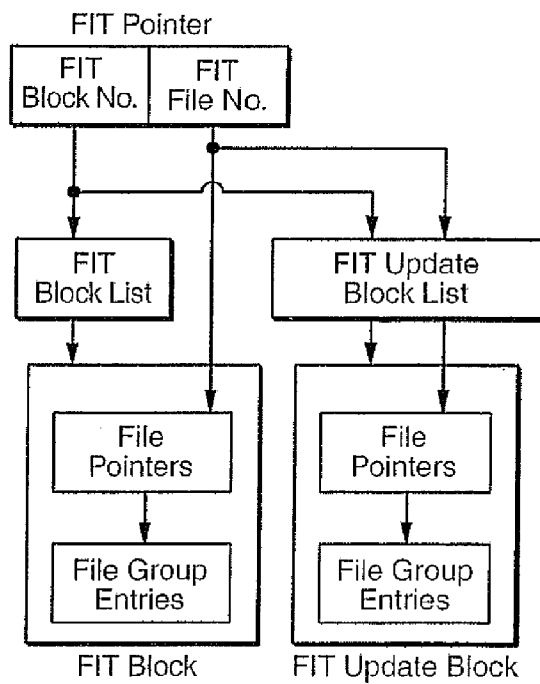 FIT Pointer
FIT
Block No.
FIT
File No.
FIT
Block List
FIT Update
Block List
File
Pointers
File Group
Entries
FIT Block
File
Pointers
File Group
Entries
FIT Update Block